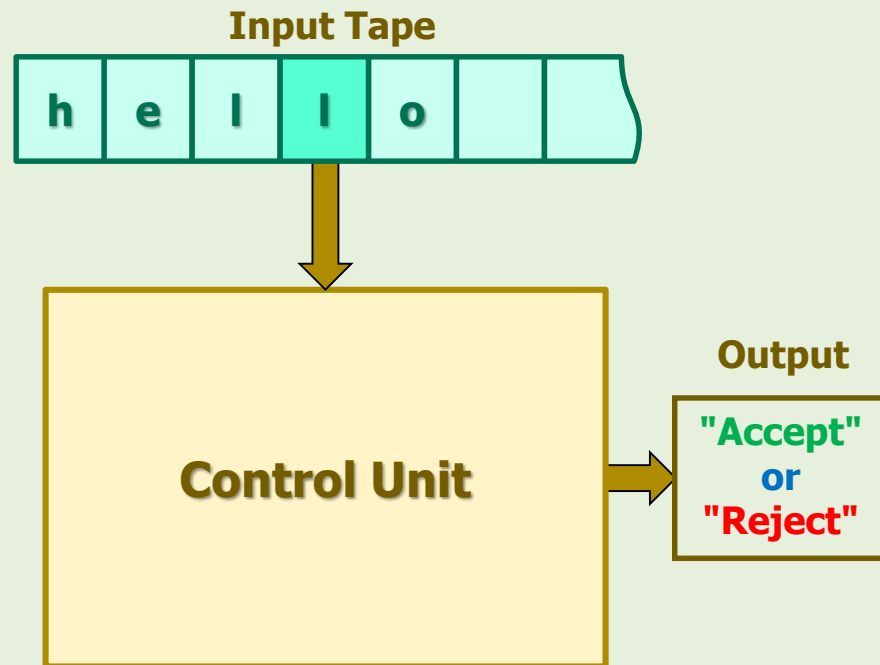 Input Tape
h e l l o
Control Unit
Output
"Accept"
or
"Reject"